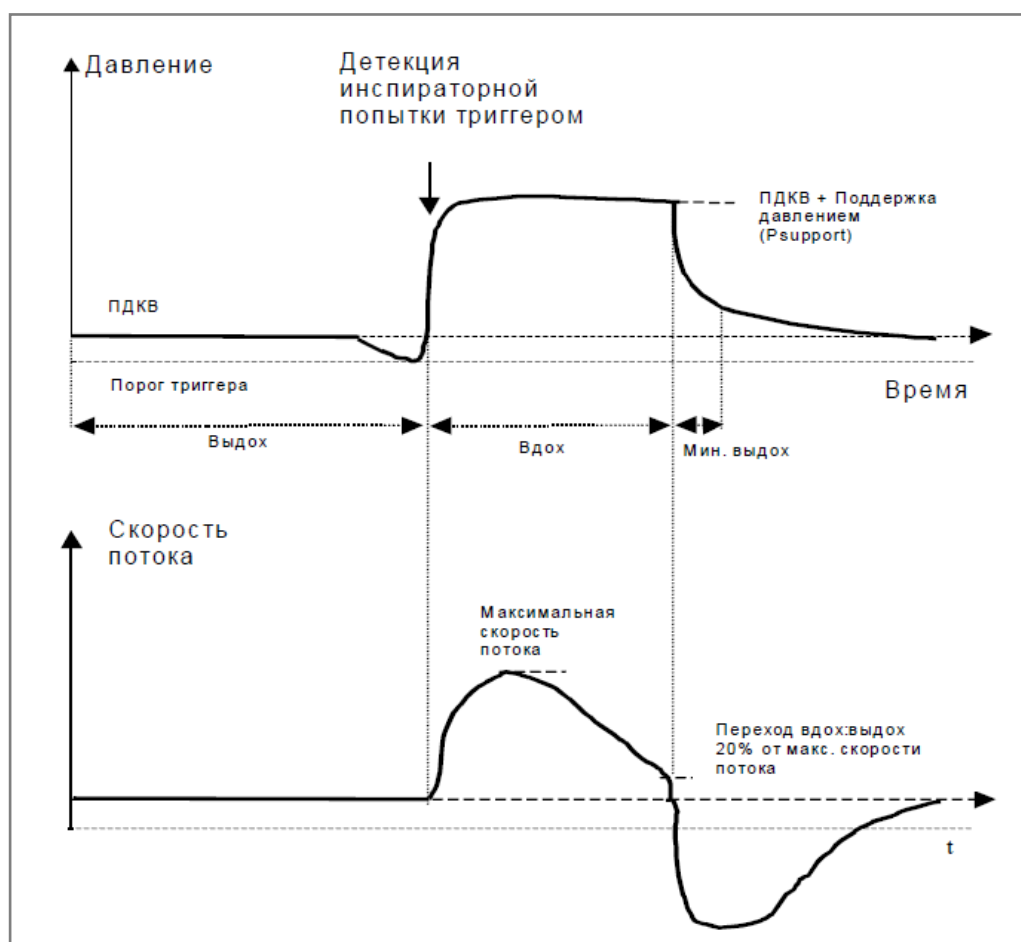 Давление
Детекция
инспираторной
попытки триггером
ПДКВ + Поддержка
давлением
(Psupport)
ПДКВ
Порог триггера
Время
Выдох
Вдох
Мин. выдох
Скорость
потока
Максимальная
скорость
потока
Переход вдох:выдох
20% от макс. скорости
потока
t